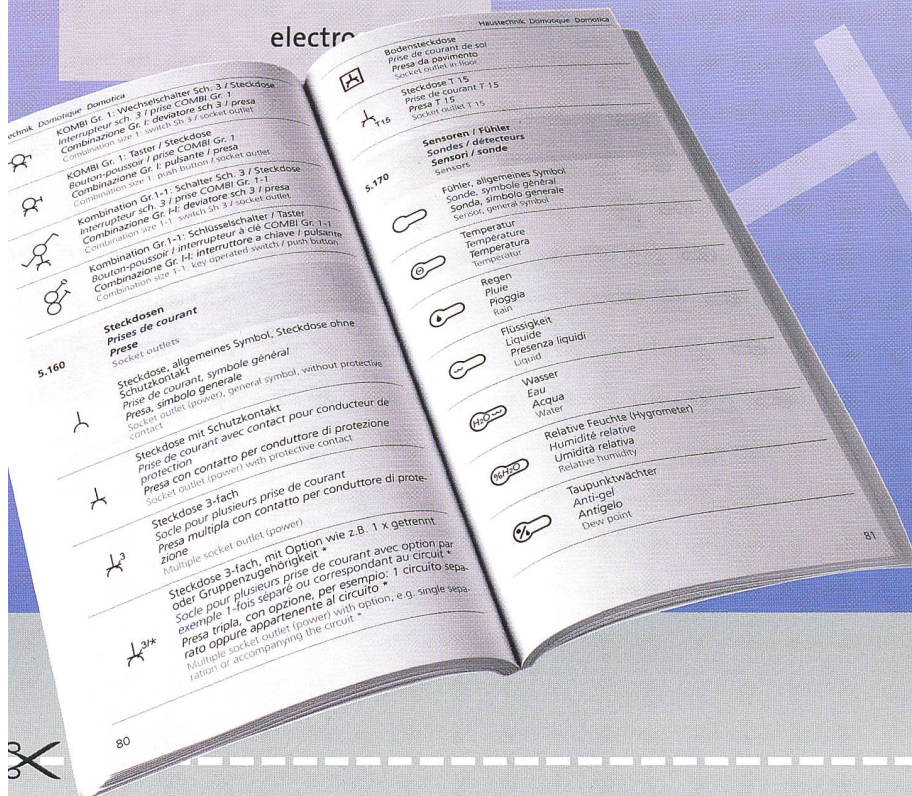 electro
Haustechnik Domotique Domotica
KOMBI Gr. 1: Wechselschalter Sch. 3 / Steckdose
Interrupteur sch. 3 / prise COMBI Gr. 1
Combinazione Gr. I: deviatore sch 3 / presa
Combination size 1: switch Sh 3 / socket outlet
KOMBI Gr. 1: Taster / Steckdose
Bouton-poussoir / prise COMBI Gr. 1
Combinazione Gr. I: pulsante / presa
Combination size 1: push button / socket outlet
Kombination Gr.1-1: Schalter Sch. 3 / Steckdose
Interrupteur sch. 3 / prise COMBI Gr. 1-1
Combinazione Gr. I-I: deviatore sch 3 / presa
Combination size 1-1: switch Sh 3 / socket outlet
Kombination Gr.1-1: Schlüsselschalter / Taster
Bouton-poussoir / interrupteur à clé COMBI Gr. 1-1
Combinazione Gr. I-I: interruttore a chiave / pulsante
Combination size 1-1: key operated switch / push button
5.160
Steckdosen
Prises de courant
Prese
Socket outlets
Steckdose, allgemeines Symbol, Steckdose ohne
Schutzkontakt
Prise de courant, symbole général
Presa, simbolo generale
Socket outlet (power), general symbol, without protective
contact
Steckdose mit Schutzkontakt
Prise de courant avec contact pour conducteur de
protection
Presa con contatto per conduttore di protezione
Socket outlet (power) with protective contact
3
Steckdose 3-fach
Socle pour plusieurs prise de courant
Presa multipla con contatto per conduttore di prote-
zione
Multiple socket outlet (power)
3/*
Steckdose 3-fach, mit Option wie z.B. 1 x getrennt
oder Gruppenzugehörigkeit *
Socle pour plusieurs prise de courant avec option par
exemple 1-fois séparé ou correspondant au circuit *
Presa tripla, con opzione, per esempio: 1 circuito sepa-
rato oppure appartenente al circuito *
Multiple socket outlet (power) with option, e.g. single sepa-
ration or accompanying the circuit *
80
Haustechnik Domotique Domotica
Bodensteckdose
Prise de courant de sol
Presa da pavimento
Socket outlet in floor
T15
Steckdose T 15
Prise de courant T 15
Presa T 15
Socket outlet T 15
5.170
Sensoren / Fühler
Sondes / détecteurs
Sensori / sonde
Sensors
Fühler, allgemeines Symbol
Sonde, symbole général
Sonda, simbolo generale
Sensor, general symbol
Temperatur
Température
Temperatura
Températur
Regen
Pluie
Pioggia
Rain
Flüssigkeit
Liquide
Presenza liquidi
Liquid
H₂O
Wasser
Eau
Acqua
Water
%H₂O
Relative Feuchte (Hygrometer)
Humidité relative
Umidità relativa
Relative humidity
Taupunktwächter
Anti-gel
Antigelo
Dew point
81